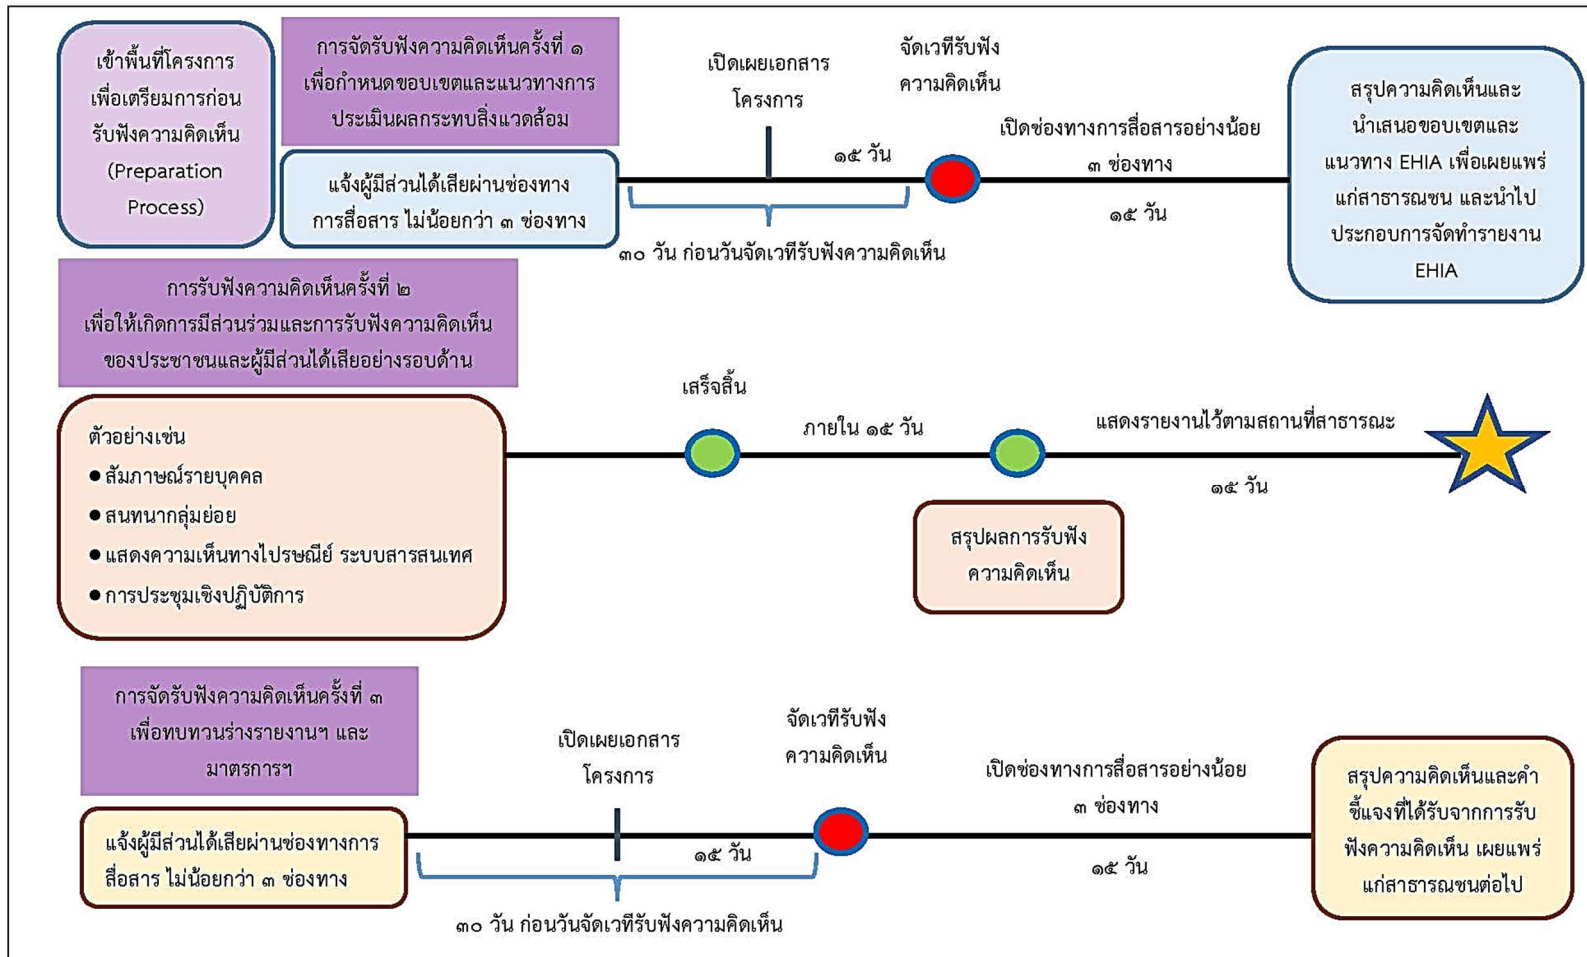 เข้าพื้นที่โครงการ
เพื่อเตรียมการก่อน
รับฟังความคิดเห็น
(Preparation
Process)
การจัดรับฟังความคิดเห็นครั้งที่ ๑
เพื่อกำหนดขอบเขตและแนวทางการ
ประเมินผลกระทบสิ่งแวดล้อม
แจ้งผู้มีส่วนได้เสียผ่านช่องทาง
การสื่อสาร ไม่น้อยกว่า ๓ ช่องทาง
เปิดเผยเอกสาร
โครงการ
๑๕ วัน
๓๐ วัน ก่อนวันจัดเวทีรับฟังความคิดเห็น
จัดเวทีรับฟัง
ความคิดเห็น
เปิดช่องทางการสื่อสารอย่างน้อย
๓ ช่องทาง
๑๕ วัน
สรุปความคิดเห็นและ
นำเสนอขอบเขตและ
แนวทาง EHIA เพื่อเผยแพร่
แก่สาธารณชน และนำไป
ประกอบการจัดทำรายงาน
EHIA
การรับฟังความคิดเห็นครั้งที่ ๒
เพื่อให้เกิดการมีส่วนร่วมและการรับฟังความคิดเห็น
ของประชาชนและผู้มีส่วนได้เสียอย่างรอบด้าน
ตัวอย่างเช่น
● สัมภาษณ์รายบุคคล
● สนทนากลุ่มย่อย
● แสดงความเห็นทางไปรษณีย์ ระบบสารสนเทศ
● การประชุมเชิงปฏิบัติการ
เสร็จสิ้น
ภายใน ๑๕ วัน
สรุปผลการรับฟัง
ความคิดเห็น
แสดงรายงานไว้ตามสถานที่สาธารณะ
๑๕ วัน
การจัดรับฟังความคิดเห็นครั้งที่ ๓
เพื่อทบทวนร่างรายงานฯ และ
มาตรการฯ
แจ้งผู้มีส่วนได้เสียผ่านช่องทางการ
สื่อสาร ไม่น้อยกว่า ๓ ช่องทาง
เปิดเผยเอกสาร
โครงการ
๑๕ วัน
๓๐ วัน ก่อนวันจัดเวทีรับฟังความคิดเห็น
จัดเวทีรับฟัง
ความคิดเห็น
เปิดช่องทางการสื่อสารอย่างน้อย
๓ ช่องทาง
๑๕ วัน
สรุปความคิดเห็นและคำ
ชี้แจงที่ได้รับจากการรับ
ฟังความคิดเห็น เผยแพร่
แก่สาธารณชนต่อไป